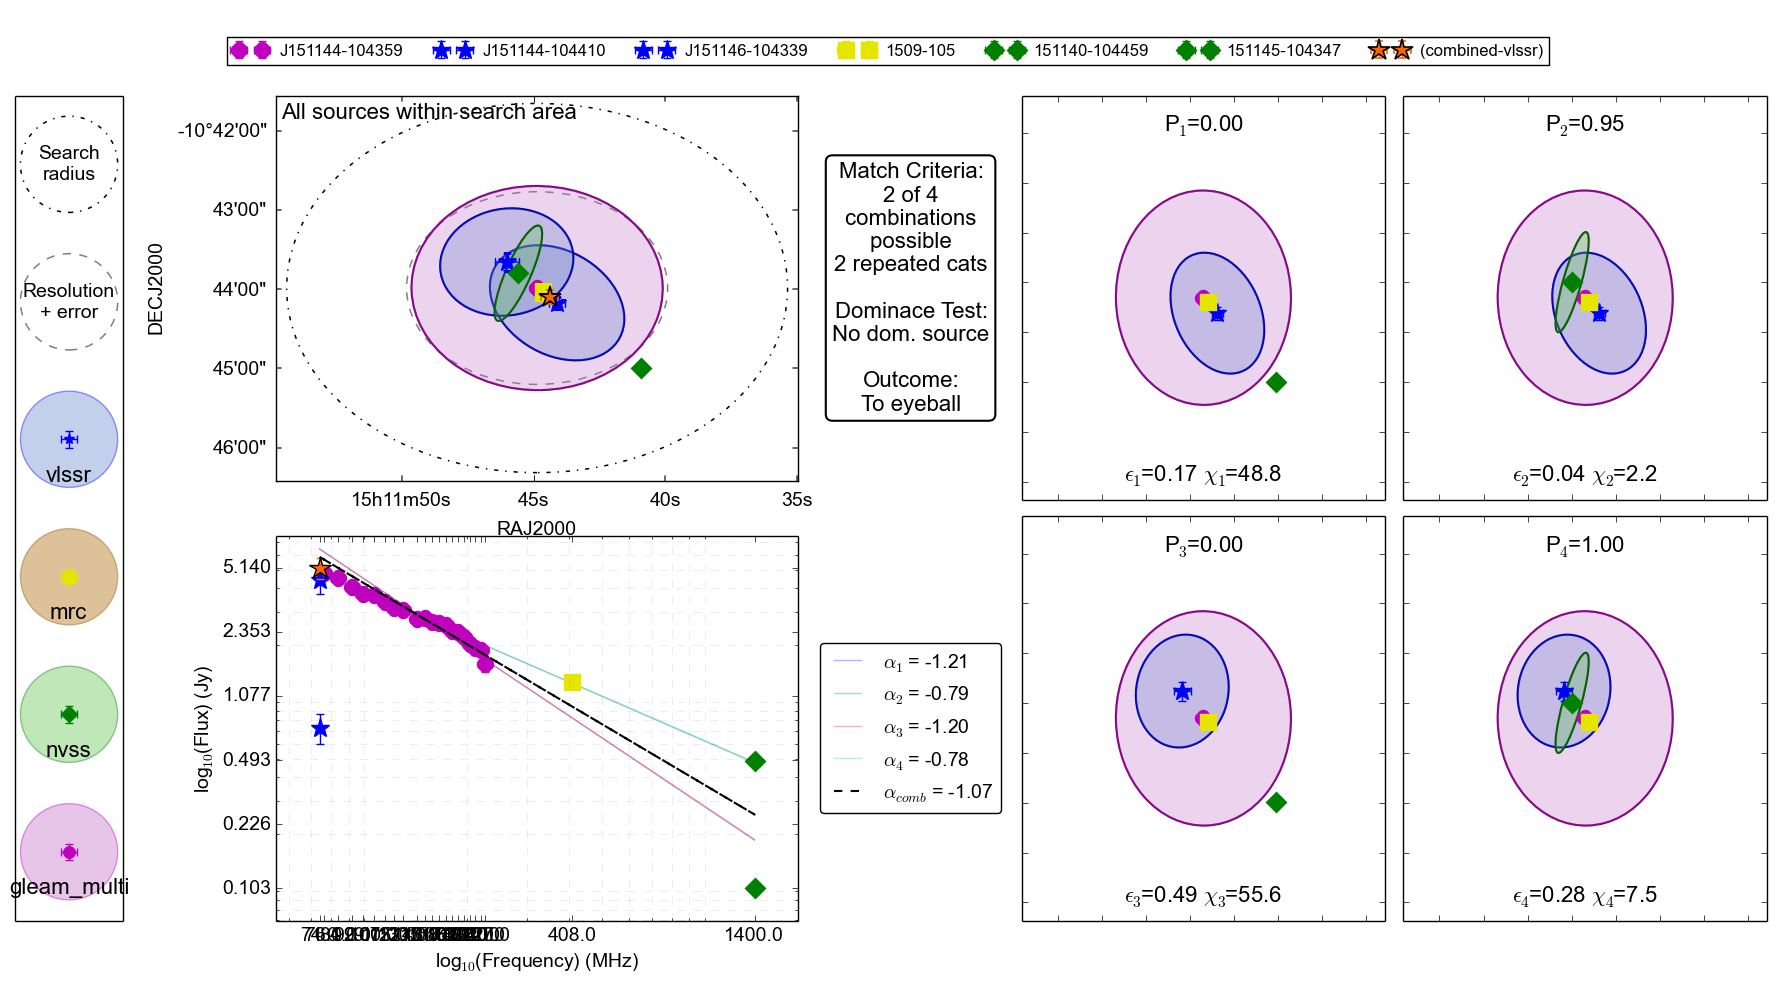 J151144-104359 J151144-104410 J151146-104339 1509-105 151140-104459 151145-104347 (combined-vlssr)
Search
radius
Resolution
+ error
vlssr
mrc
nvss
gleam_multi
All sources within search area
DECJ2000
-10°42'00"
43'00"
44'00"
45'00"
46'00"
15h11m50s 45s 40s 35s
RAJ2000
Match Criteria:
2 of 4
combinations
possible
2 repeated cats
Dominace Test:
No dom. source
Outcome:
To eyeball
P1=0.00
ϵ1=0.17 χ1=48.8
P2=0.95
ϵ2=0.04 χ2=2.2
P3=0.00
ϵ3=0.49 χ3=55.6
P4=1.00
ϵ4=0.28 χ4=7.5
log10(Flux) (Jy)
5.140
2.353
1.077
0.493
0.226
0.103
408.0 1400.0
log10(Frequency) (MHz)
α1 = -1.21
α2 = -0.79
α3 = -1.20
α4 = -0.78
αcomb = -1.07